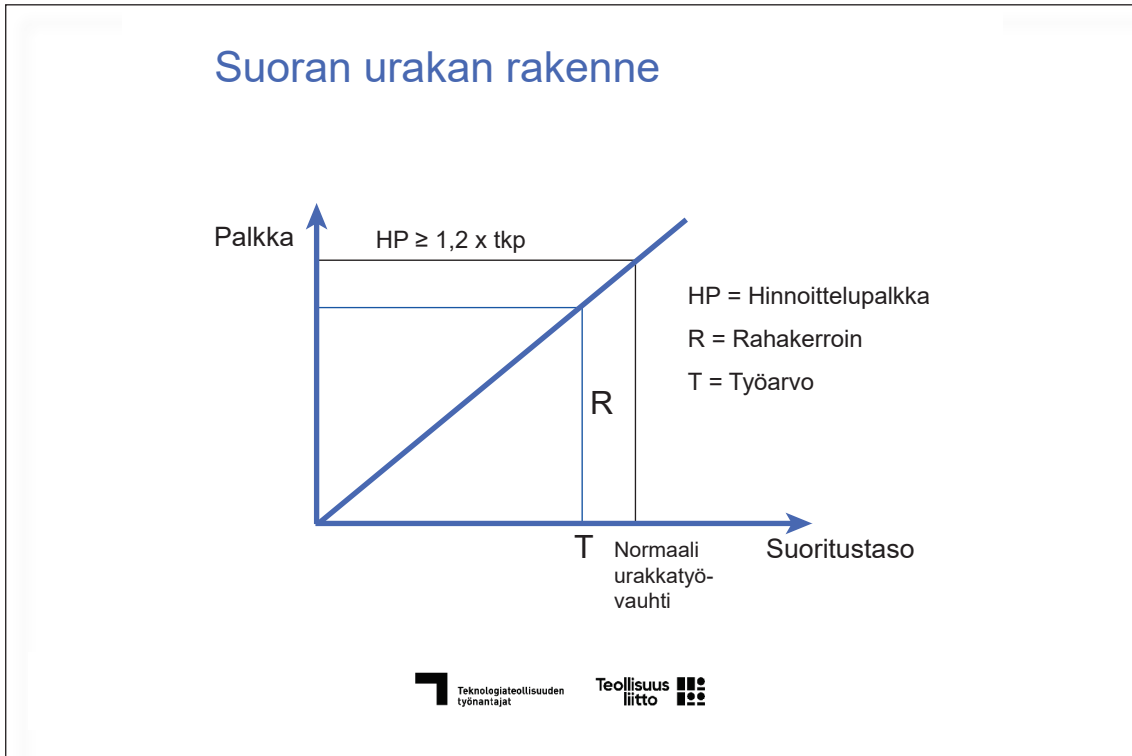 Suoran urakan rakenne
Palkka
HP ≥ 1,2 x tkp
HP = Hinnoittelupalkka
R = Rahakerroin
T = Työarvo
R
T
Normaali
urakkatyö-
vauhti
Suoritustaso
Teknologiateollisuuden
työnantajat
Teollisuus
liitto